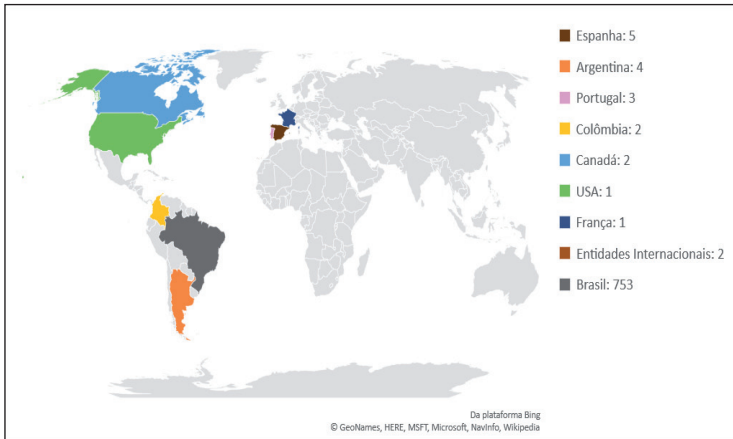 Espanha: 5
Argentina: 4
Portugal: 3
Colômbia: 2
Canadá: 2
USA: 1
França: 1
Entidades Internacionais: 2
Brasil: 753
Da plataforma Bing
© GeoNames, HERE, MSFT, Microsoft, NavInfo, Wikipedia